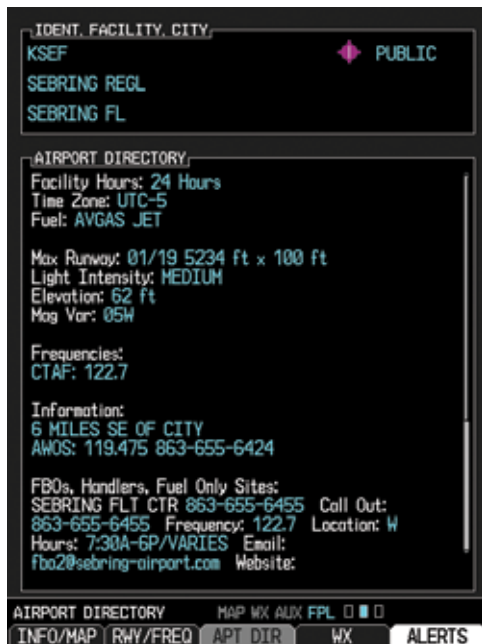 IDENT, FACILITY, CITY
KSEF PUBLIC
SEBRING REGL
SEBRING FL
AIRPORT DIRECTORY
Facility Hours: 24 Hours
Time Zone: UTC-5
Fuel: AVGAS JET
Max Runway: 01/19 5234 ft x 100 ft
Light Intensity: MEDIUM
Elevation: 62 ft
Mag Var: 05W
Frequencies:
CTAF: 122.7
Information:
6 MILES SE OF CITY
AWOS: 119.475 863-655-6424
FBOs, Handlers, Fuel Only Sites:
SEBRING FLT CTR 863-655-6455 Call Out:
863-655-6455 Frequency: 122.7 Location: W
Hours: 7:30A-6P/VARIES Email:
fbo2@sebring-airport.com Website:
AIRPORT DIRECTORY MAP WX AUX FPL
INFO/MAP RWY/FREQ APT DIR WX ALERTS